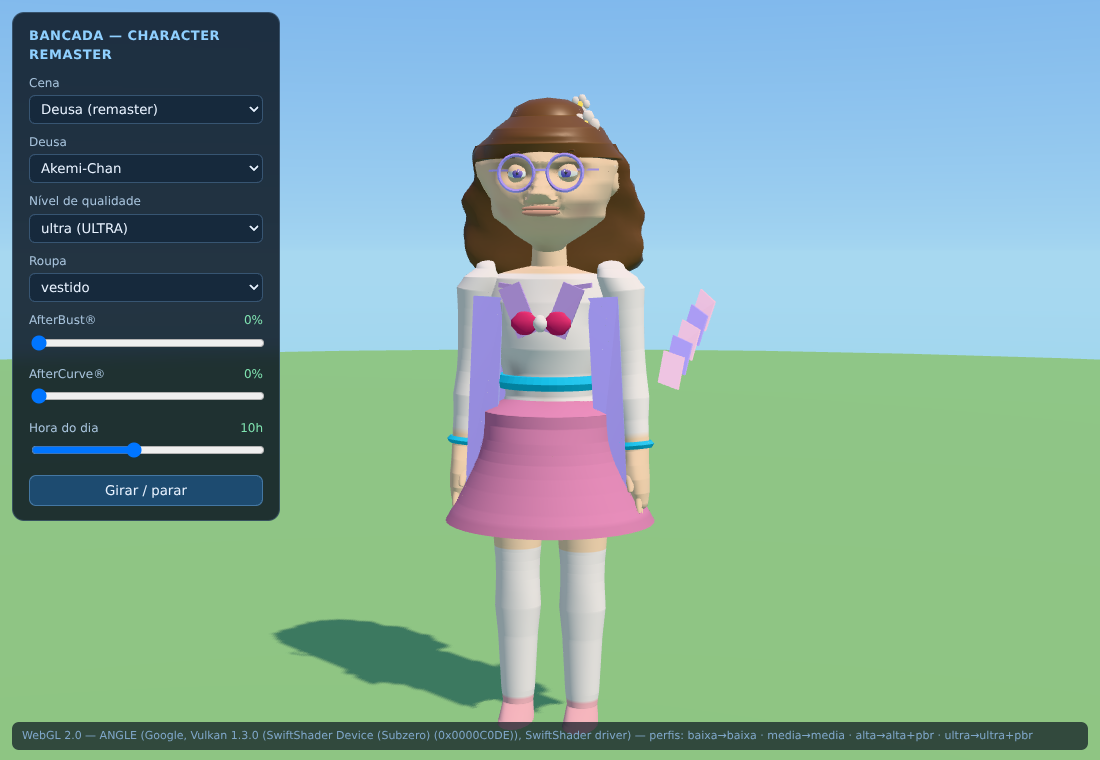 BANCADA — CHARACTER
REMASTER
Cena
Deusa (remaster)
Deusa
Akemi-Chan
Nível de qualidade
ultra (ULTRA)
Roupa
vestido
AfterBust® 0%
AfterCurve® 0%
Hora do dia 10h
Girar / parar
WebGL 2.0 — ANGLE (Google, Vulkan 1.3.0 (SwiftShader Device (Subzero) (0x0000C0DE)), SwiftShader driver) — perfis: baixa→baixa · media→media · alta→alta+pbr · ultra→ultra+pbr